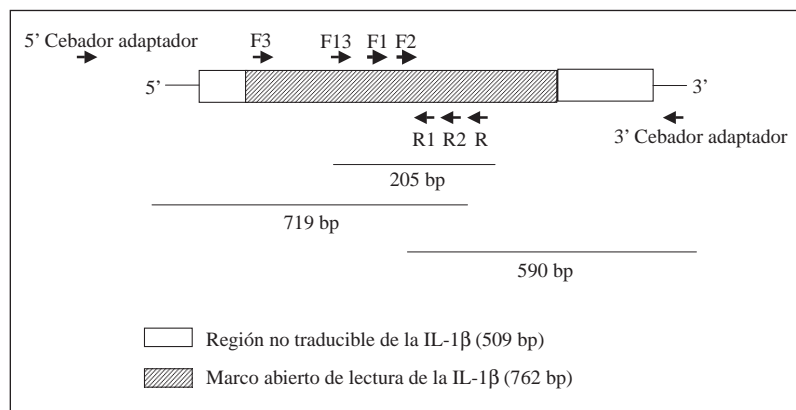 5’ Cebador adaptador
F3
F13
F1
F2
5’
3’
R1
R2
R
3’ Cebador adaptador
205 bp
719 bp
590 bp
Región no traducible de la IL-1β (509 bp)
Marco abierto de lectura de la IL-1β (762 bp)